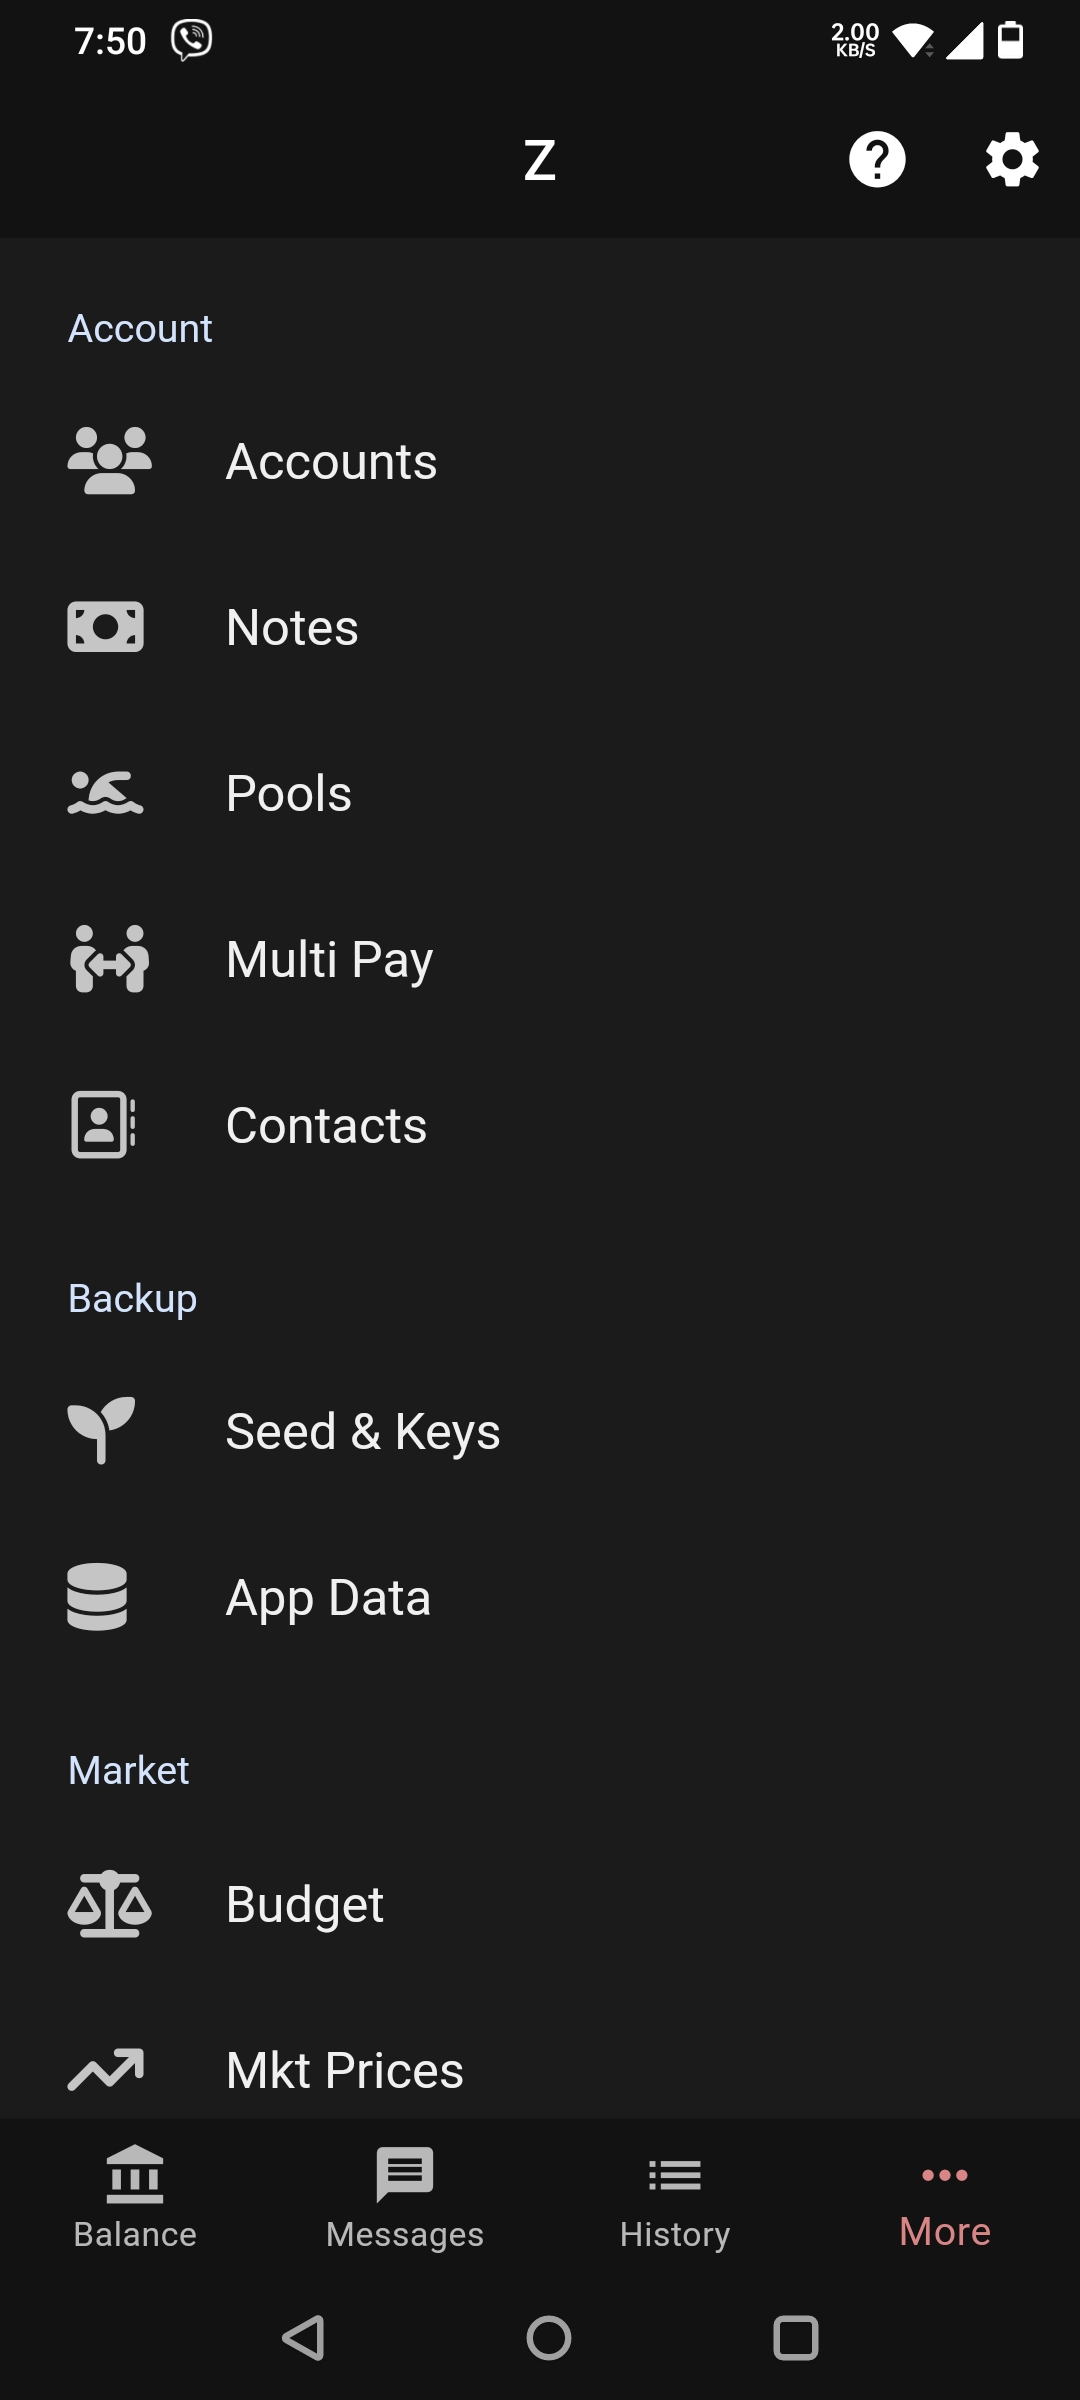 7:50
2.00
KB/S
Z
Account
Accounts
Notes
Pools
Multi Pay
Contacts
Backup
Seed & Keys
App Data
Market
Budget
Mkt Prices
Balance
Messages
History
More